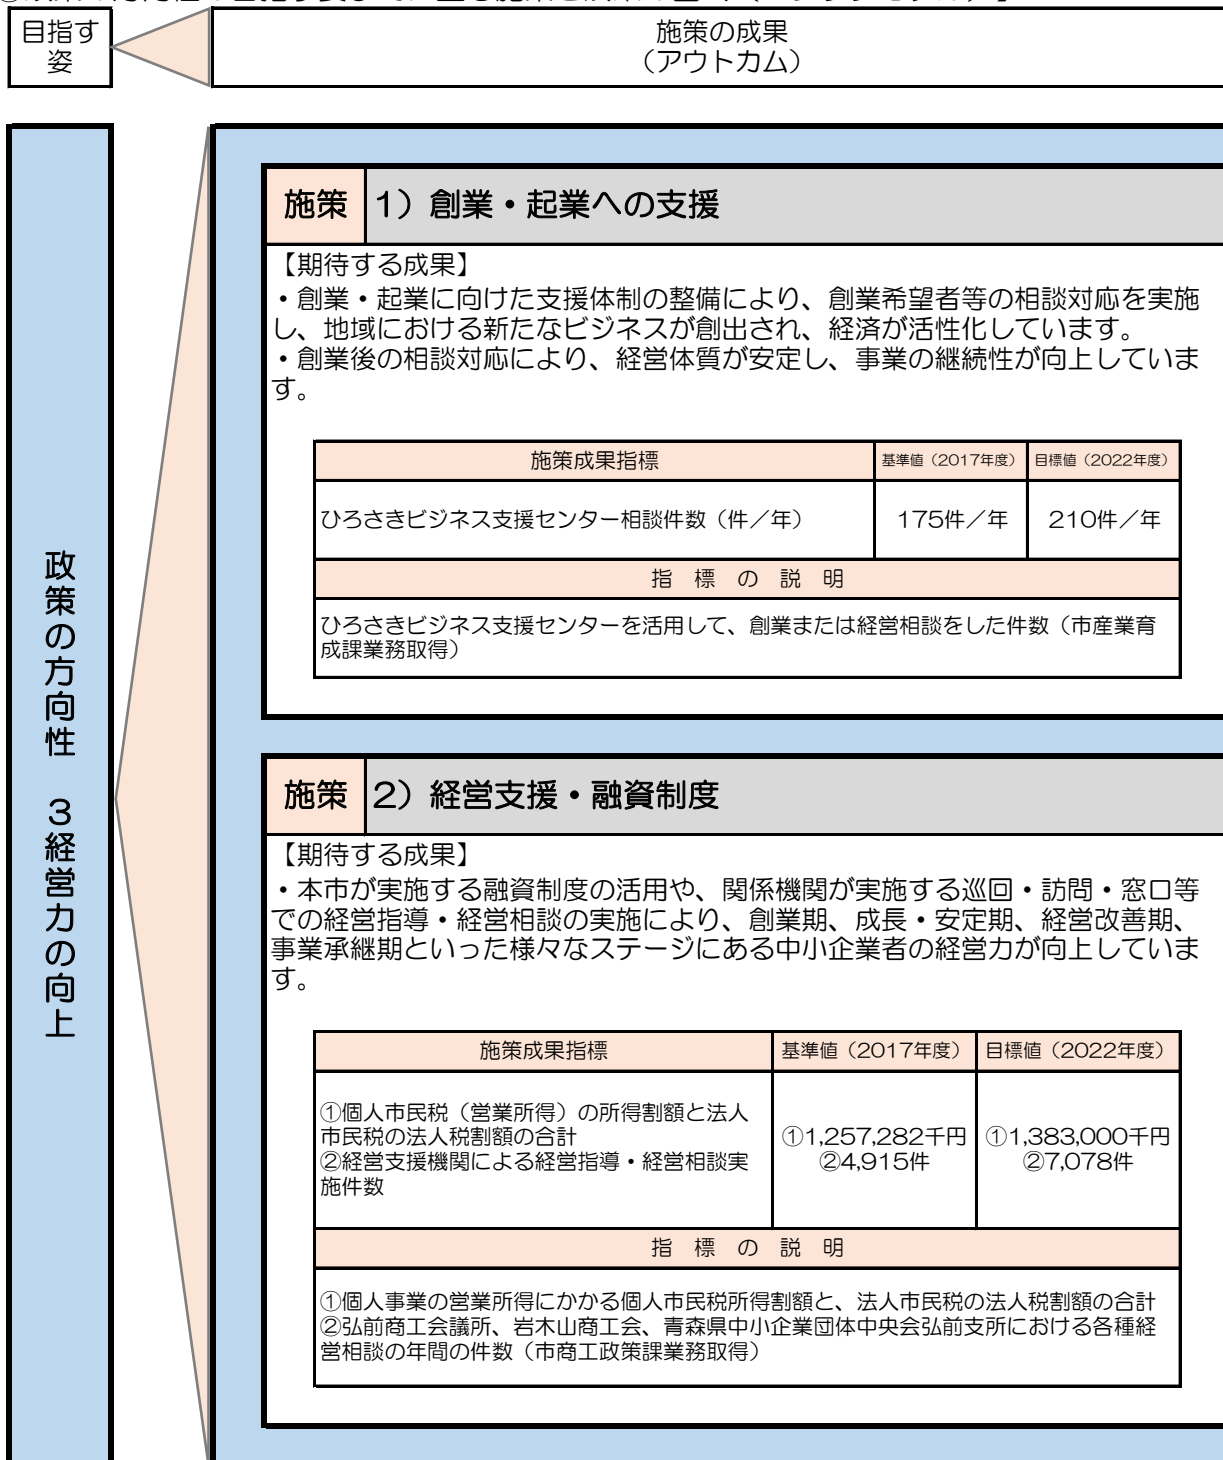 目指す
姿
施策の成果
（アウトカム）
政策の方向性　３経営力の向上
施策
１）創業・起業への支援
【期待する成果】
・創業・起業に向けた支援体制の整備により、創業希望者等の相談対応を実施
し、地域における新たなビジネスが創出され、経済が活性化しています。
・創業後の相談対応により、経営体質が安定し、事業の継続性が向上していま
す。
施策成果指標
基準値（2017年度）
目標値（2022年度）
ひろさきビジネス支援センター相談件数（件／年）
175件／年
210件／年
指　標　の　説　明
ひろさきビジネス支援センターを活用して、創業または経営相談をした件数（市産業育
成課業務取得）
施策
２）経営支援・融資制度
【期待する成果】
・本市が実施する融資制度の活用や、関係機関が実施する巡回・訪問・窓口等
での経営指導・経営相談の実施により、創業期、成長・安定期、経営改善期、
事業承継期といった様々なステージにある中小企業者の経営力が向上していま
す。
施策成果指標
基準値（2017年度）
目標値（2022年度）
①個人市民税（営業所得）の所得割額と法人
市民税の法人税割額の合計
②経営支援機関による経営指導・経営相談実
施件数
①1,257,282千円
②4,915件
①1,383,000千円
②7,078件
指　標　の　説　明
①個人事業の営業所得にかかる個人市民税所得割額と、法人市民税の法人税割額の合計
②弘前商工会議所、岩木山商工会、青森県中小企業団体中央会弘前支所における各種経
営相談の年間の件数（市商工政策課業務取得）